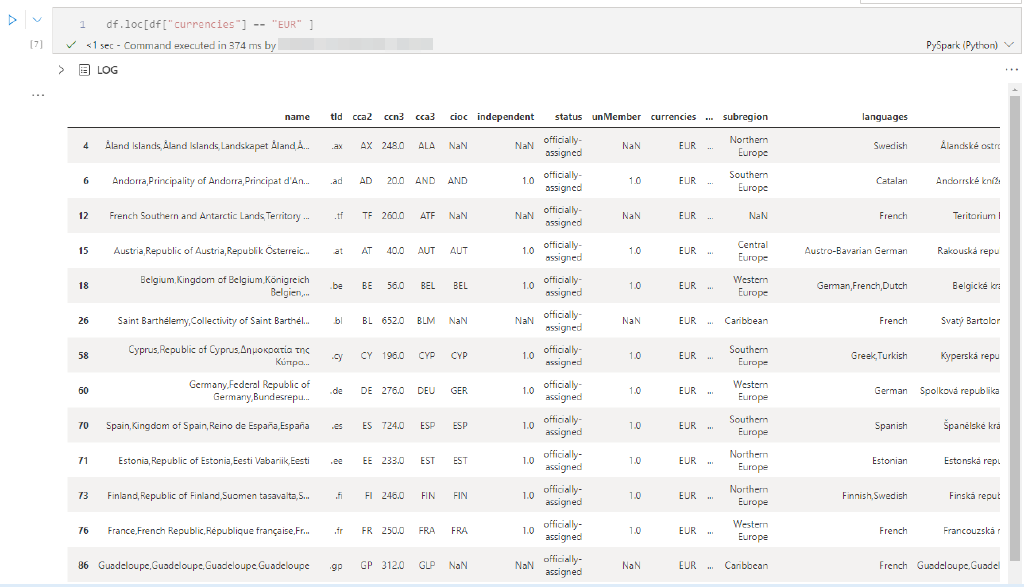 1 df.loc[df["currencies"] == "EUR" ]
[7] <1 sec - Command executed in 374 ms by
PySpark (Python)
LOG
...
...
name tld cca2 ccn3 cca3 cioc independent status unMember currencies ... subregion languages
4 Åland Islands,Åland Islands,Landskapet Åland,Å... .ax AX 248.0 ALA NaN NaN officially-assigned NaN EUR ... Northern Europe Swedish Ålandské ostro
6 Andorra,Principality of Andorra,Principat d'An... .ad AD 20.0 AND AND 1.0 officially-assigned 1.0 EUR ... Southern Europe Catalan Andorrské kníže
12 French Southern and Antarctic Lands,Territory ... .tf TF 260.0 ATF NaN NaN officially-assigned NaN EUR ... NaN French Teritorium
15 Austria,Republic of Austria,Republik Österreic... .at AT 40.0 AUT AUT 1.0 officially-assigned 1.0 EUR ... Central Europe Austro-Bavarian German Rakouská repu
18 Belgium,Kingdom of Belgium,Königreich Belgien,... .be BE 56.0 BEL BEL 1.0 officially-assigned 1.0 EUR ... Western Europe German,French,Dutch Belgické
26 Saint Barthélemy,Collectivity of Saint Barthél... .bl BL 652.0 BLM NaN NaN officially-assigned NaN EUR ... Caribbean French Svatý Bartolo
58 Cyprus,Republic of Cyprus,Δημοκρατία της Κύπρο... .cy CY 196.0 CYP CYP 1.0 officially-assigned 1.0 EUR ... Southern Europe Greek,Turkish Kyperská repu
60 Germany,Federal Republic of Germany,Bundesrepu... .de DE 276.0 DEU GER 1.0 officially-assigned 1.0 EUR ... Western Europe German Spolková republika
70 Spain,Kingdom of Spain,Reino de España,España .es ES 724.0 ESP ESP 1.0 officially-assigned 1.0 EUR ... Southern Europe Spanish Španělské krá
71 Estonia,Republic of Estonia,Eesti Vabariik,Eesti .ee EE 233.0 EST EST 1.0 officially-assigned 1.0 EUR ... Northern Europe Estonian Estonská repu
73 Finland,Republic of Finland,Suomen tasavalta,S... .fi FI 246.0 FIN FIN 1.0 officially-assigned 1.0 EUR ... Northern Europe Finnish,Swedish Finská repub
76 France,French Republic,République française,Fr... .fr FR 250.0 FRA FRA 1.0 officially-assigned 1.0 EUR ... Western Europe French Francouzská
86 Guadeloupe,Guadeloupe,Guadeloupe,Guadeloupe .gp GP 312.0 GLP NaN NaN officially-assigned NaN EUR ... Caribbean French Guadeloupe,Guadel